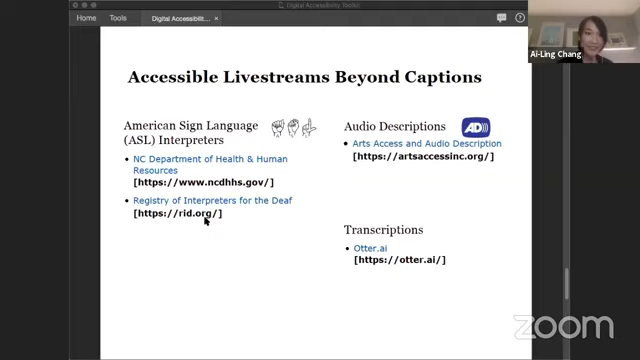 Digital Accessibility Toolki
Home
Tools
Digital Accessibilit...
×
?
Ai-Ling Chang
Accessible Livestreams Beyond Captions
American Sign Language
(ASL) Interpreters
• NC Department of Health & Human
Resources
[https://www.ncdhhs.gov/]
• Registry of Interpreters for the Deaf
[https://rid.org/]
Audio Descriptions
AD
• Arts Access and Audio Description
[https://artsaccessinc.org/]
Transcriptions
• Otter.ai
[https://otter.ai/]
zoom